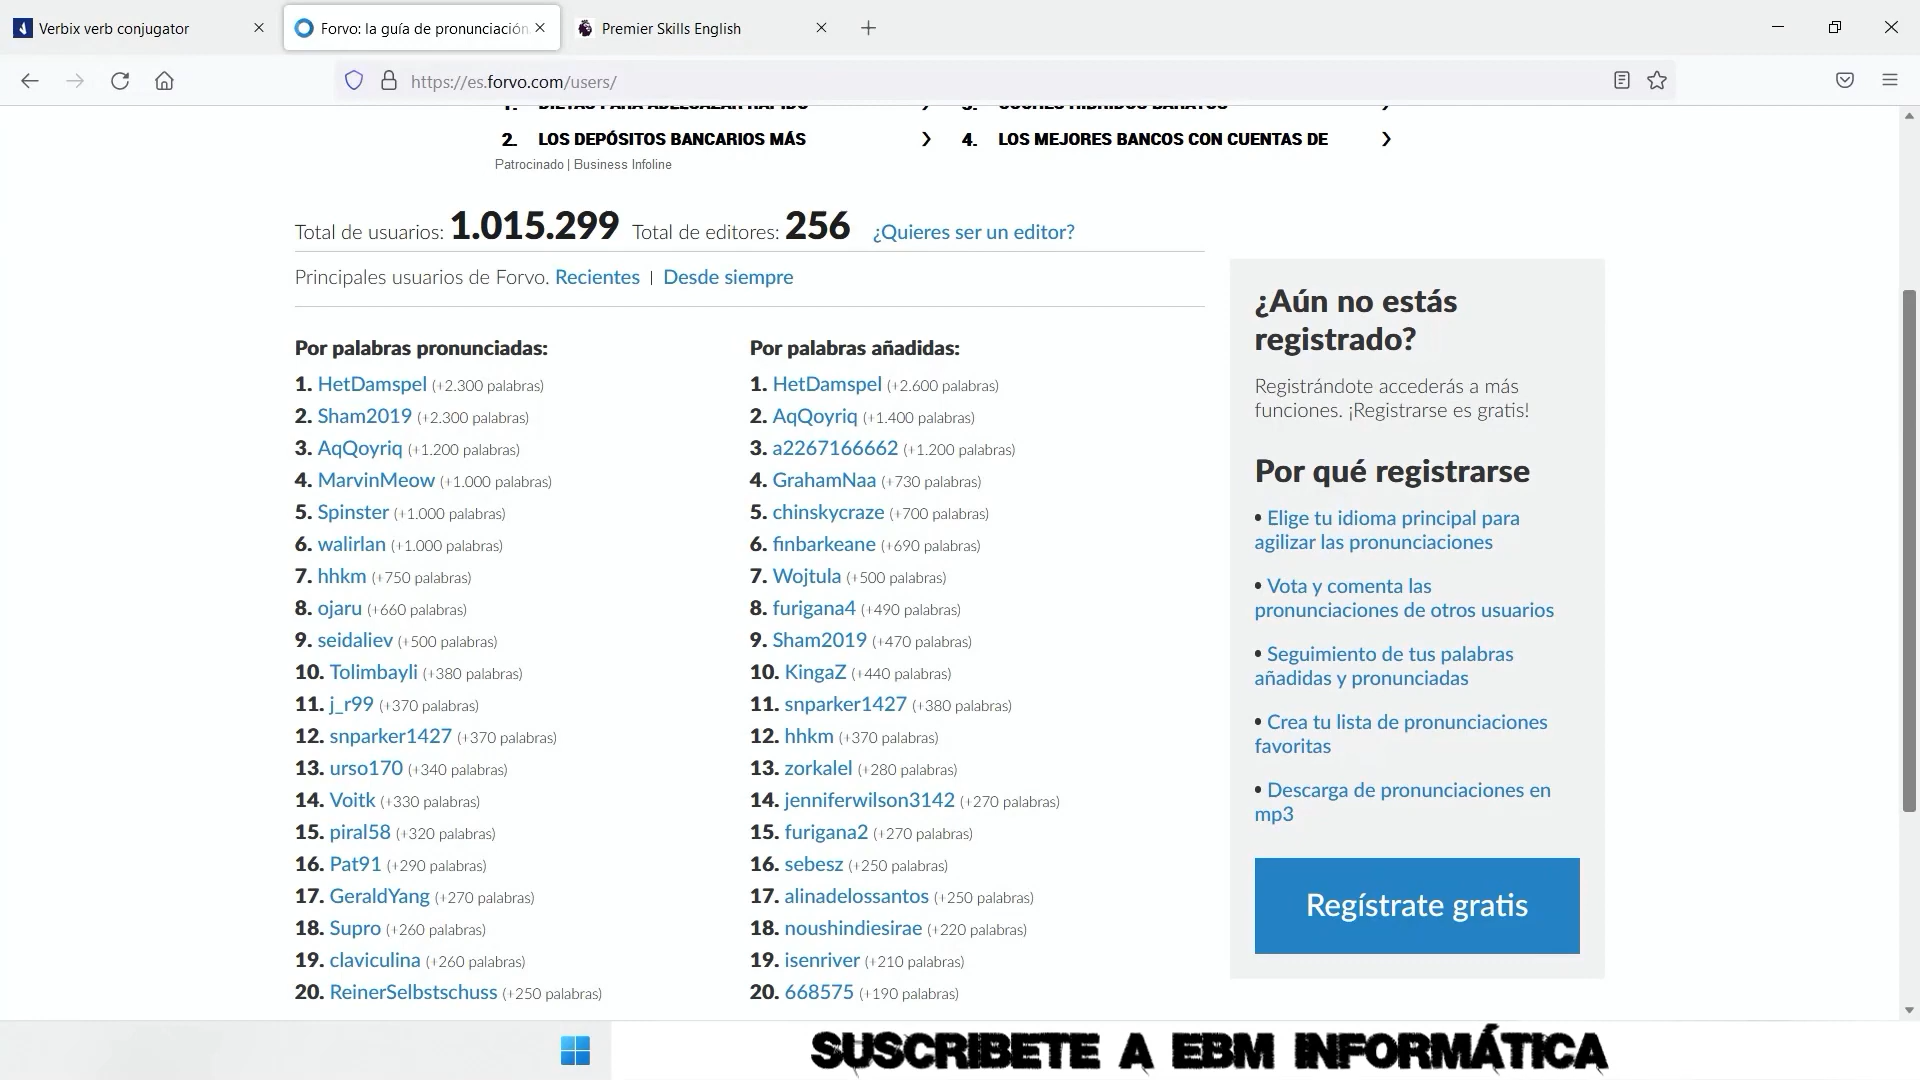 Verbix verb conjugator
Forvo: la guía de pronunciación
Premier Skills English
https://es.forvo.com/users/
1. DIETAS PARA ADELGAZAR RÁPIDO
3. COCHES HÍBRIDOS BARATOS
2. LOS DEPÓSITOS BANCARIOS MÁS
4. LOS MEJORES BANCOS CON CUENTAS DE
Patrocinado | Business Infoline
Total de usuarios: 1.015.299 Total de editores: 256 ¿Quieres ser un editor?
Principales usuarios de Forvo. Recientes | Desde siempre
Por palabras pronunciadas:
1. HetDamspel (+2.300 palabras)
2. Sham2019 (+2.300 palabras)
3. AqQoyriq (+1.200 palabras)
4. MarvinMeow (+1.000 palabras)
5. Spinster (+1.000 palabras)
6. walirlan (+1.000 palabras)
7. hhkm (+750 palabras)
8. ojaru (+660 palabras)
9. seidaliev (+500 palabras)
10. Tolimbayli (+380 palabras)
11. j_r99 (+370 palabras)
12. snparker1427 (+370 palabras)
13. urso170 (+340 palabras)
14. Voitk (+330 palabras)
15. piral58 (+320 palabras)
16. Pat91 (+290 palabras)
17. GeraldYang (+270 palabras)
18. Supro (+260 palabras)
19. claviculina (+260 palabras)
20. ReinerSelbstschuss (+250 palabras)
Por palabras añadidas:
1. HetDamspel (+2.600 palabras)
2. AqQoyriq (+1.400 palabras)
3. a2267166662 (+1.200 palabras)
4. GrahamNaa (+730 palabras)
5. chinskycraze (+700 palabras)
6. finbarkeane (+690 palabras)
7. Wojtula (+500 palabras)
8. furigana4 (+490 palabras)
9. Sham2019 (+470 palabras)
10. KingaZ (+440 palabras)
11. snparker1427 (+380 palabras)
12. hhkm (+370 palabras)
13. zorkalel (+280 palabras)
14. jenniferwilson3142 (+270 palabras)
15. furigana2 (+270 palabras)
16. sebesz (+250 palabras)
17. alinadelossantos (+250 palabras)
18. noushindiesirae (+220 palabras)
19. isenriver (+210 palabras)
20. 668575 (+190 palabras)
¿Aún no estás
registrado?
Registrándote accederás a más
funciones. ¡Registrarse es gratis!
Por qué registrarse
• Elige tu idioma principal para
agilizar las pronunciaciones
• Vota y comenta las
pronunciaciones de otros usuarios
• Seguimiento de tus palabras
añadidas y pronunciadas
• Crea tu lista de pronunciaciones
favoritas
• Descarga de pronunciaciones en
mp3
Regístrate gratis
SUSCRIBETE A EBM INFORMÁTICA